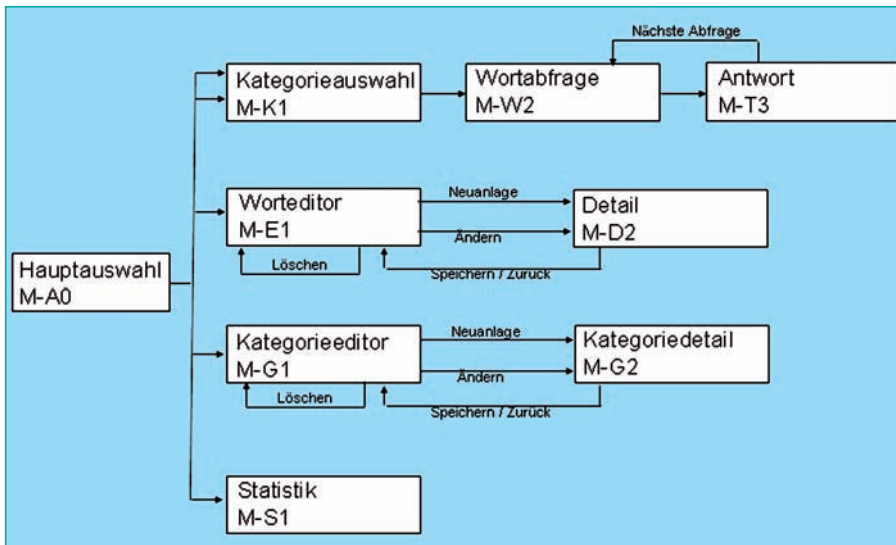 Nächste Abfrage
Kategorieauswahl
M-K1
Wortabfrage
M-W2
Antwort
M-T3
Worteditor
M-E1
Neuanlage
Ändern
Löschen
Speichern / Zurück
Detail
M-D2
Hauptauswahl
M-A0
Kategorieeditor
M-G1
Neuanlage
Ändern
Löschen
Speichern / Zurück
Kategoriedetail
M-G2
Statistik
M-S1